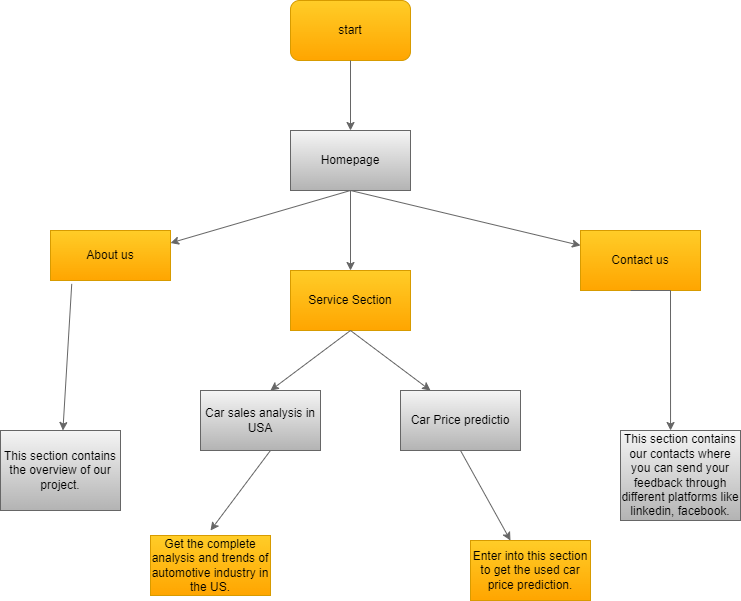 start
Homepage
About us
Service Section
Contact us
Car sales analysis in
USA
Car Price predictio
This section contains
the overview of our
project.
This section contains
our contacts where
you can send your
feedback through
different platforms like
linkedin, facebook.
Get the complete
analysis and trends of
automotive industry in
the US.
Enter into this section
to get the used car
price prediction.